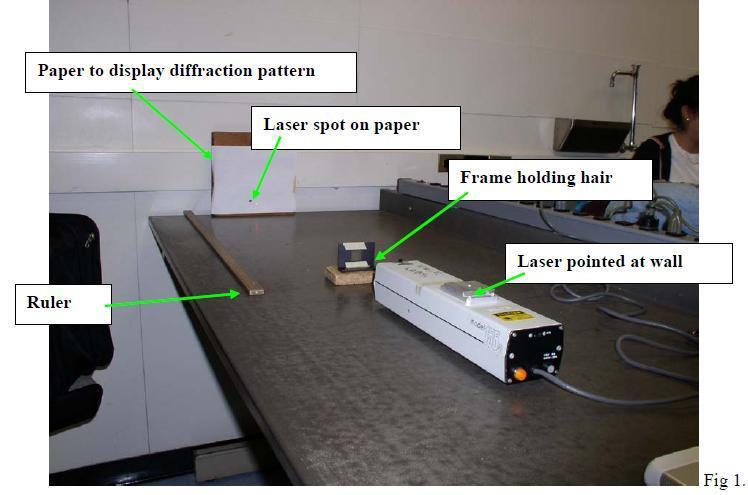 Paper to display diffraction pattern
Laser spot on paper
Frame holding hair
Laser pointed at wall
Ruler
Fig 1.